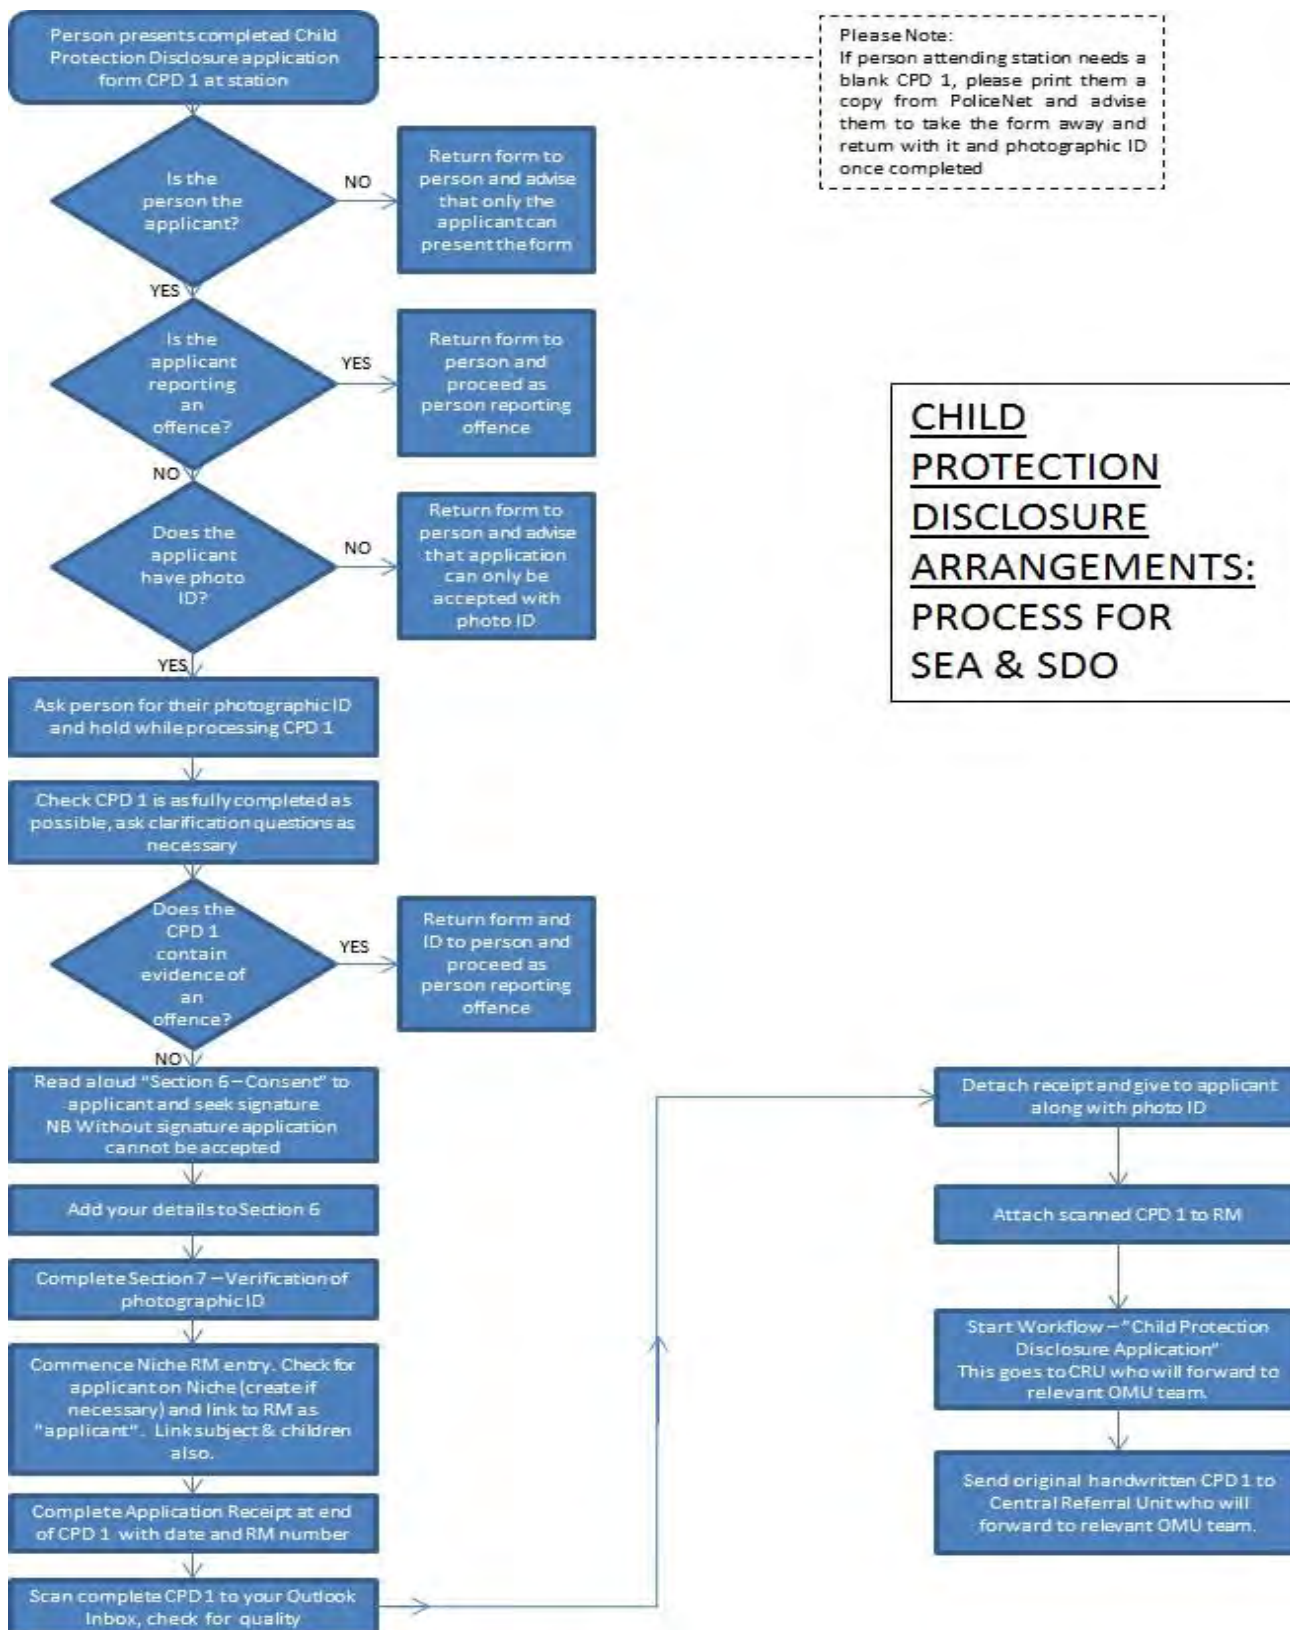 Person presents completed Child
Protection Disclosure application
form CPD 1 at station
Please Note:
If person attending station needs a
blank CPD 1, please print them a
copy from PoliceNet and advise
them to take the form away and
return with it and photographic ID
once completed
Is the
person the
applicant?
NO
Return form to
person and advise
that only the
applicant can
present the form
YES
Is the
applicant
reporting
an
offence?
YES
Return form to
person and
proceed as
person reporting
offence
CHILD
PROTECTION
DISCLOSURE
ARRANGEMENTS:
PROCESS FOR
SEA & SDO
NO
Does the
applicant
have photo
ID?
NO
Return form to
person and advise
that application
can only be
accepted with
photo ID
YES
Ask person for their photographic ID
and hold while processing CPD 1
Check CPD 1 is as fully completed as
possible, ask clarification questions as
necessary
Does the
CPD 1
contain
evidence of
an
offence?
YES
Return form and
ID to person and
proceed as
person reporting
offence
NO
Read aloud "Section 6 – Consent" to
applicant and seek signature
NB Without signature application
cannot be accepted
Add your details to Section 6
Complete Section 7 – Verification of
photographic ID
Commence Niche RM entry. Check for
applicant on Niche (create if
necessary) and link to RM as
"applicant". Link subject & children
also.
Complete Application Receipt at end
of CPD 1 with date and RM number
Scan complete CPD 1 to your Outlook
Inbox, check for quality
Detach receipt and give to applicant
along with photo ID
Attach scanned CPD 1 to RM
Start Workflow – "Child Protection
Disclosure Application"
This goes to CRU who will forward to
relevant OMU team.
Send original handwritten CPD 1 to
Central Referral Unit who will
forward to relevant OMU team.